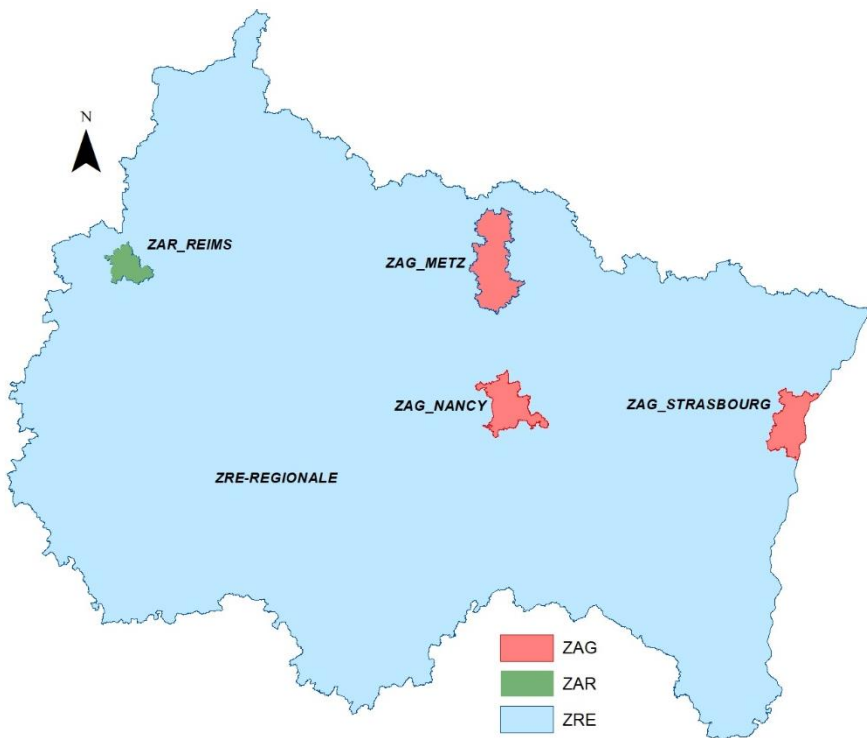 N
ZAR_REIMS
ZAG_METZ
ZAG_NANCY
ZAG_STRASBOURG
ZRE-REGIONALE
ZAG
ZAR
ZRE